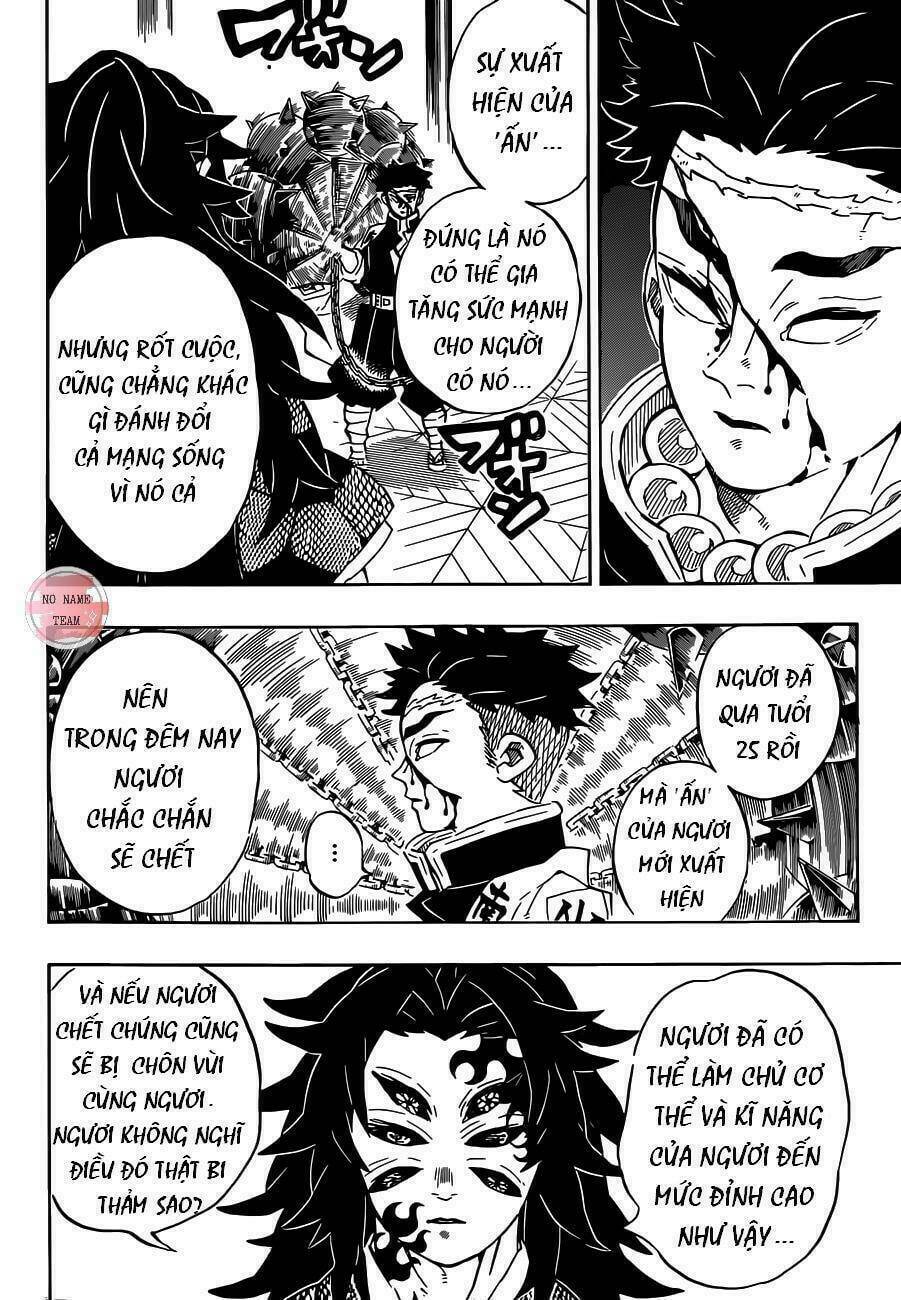 SỰ XUẤT
HIỆN CỦA
'ẤN'...
ĐÚNG LÀ NÓ
CÓ THỂ GIA
TĂNG SỨC MẠNH
CHO NGƯỜI
CÓ NÓ...
NHƯNG RỐT CUỘC,
CŨNG CHẲNG KHÁC
GÌ ĐÁNH ĐỔI
CẢ MẠNG SỐNG
VÌ NÓ CẢ
NO NAME
TEAM
NGƯƠI ĐÃ
QUA TUỔI
25 RỒI
MÀ 'ẤN'
CỦA NGƯƠI
MỚI XUẤT
HIỆN
...
NÊN
TRONG ĐÊM NAY
NGƯƠI
CHẮC CHẮN
SẼ CHẾT
南
NGƯƠI ĐÃ CÓ
THỂ LÀM CHỦ CƠ
THỂ VÀ KĨ NĂNG
CỦA NGƯƠI ĐẾN
MỨC ĐỈNH CAO
NHƯ VẬY...
VÀ NẾU NGƯƠI
CHẾT CHÚNG CŨNG
SẼ BỊ CHÔN VÙI
CÙNG NGƯƠI.
NGƯƠI KHÔNG NGHĨ
ĐIỀU ĐÓ THẬT BI
THẢM SAO?